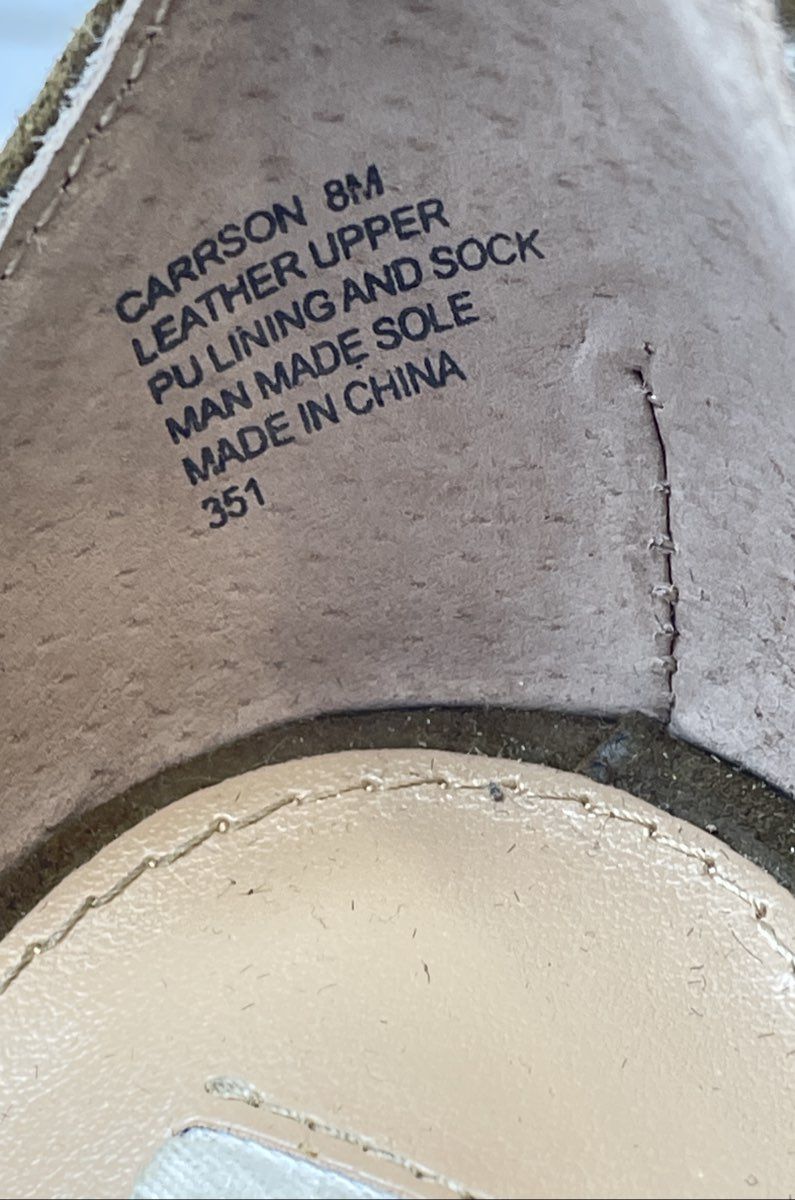 CARRSON 8M
LEATHER UPPER
PU LINING AND SOCK
MAN MADE SOLE
MADE IN CHINA
351